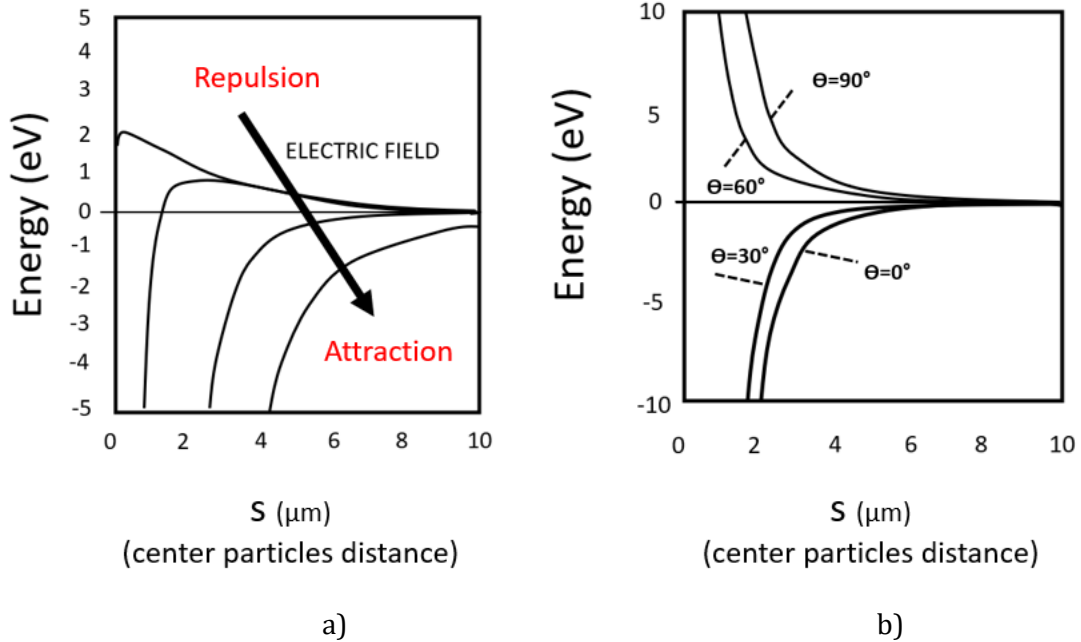 5
4
3
2
1
0
-1
-2
-3
-4
-5
Energy (eV)
Repulsion
ELECTRIC FIELD
Attraction
0 2 4 6 8 10
S (μm)
(center particles distance)
a)
10
5
0
-5
-10
Energy (eV)
Ɵ=90°
Ɵ=60°
Ɵ=30°
Ɵ=0°
0 2 4 6 8 10
S (μm)
(center particles distance)
b)